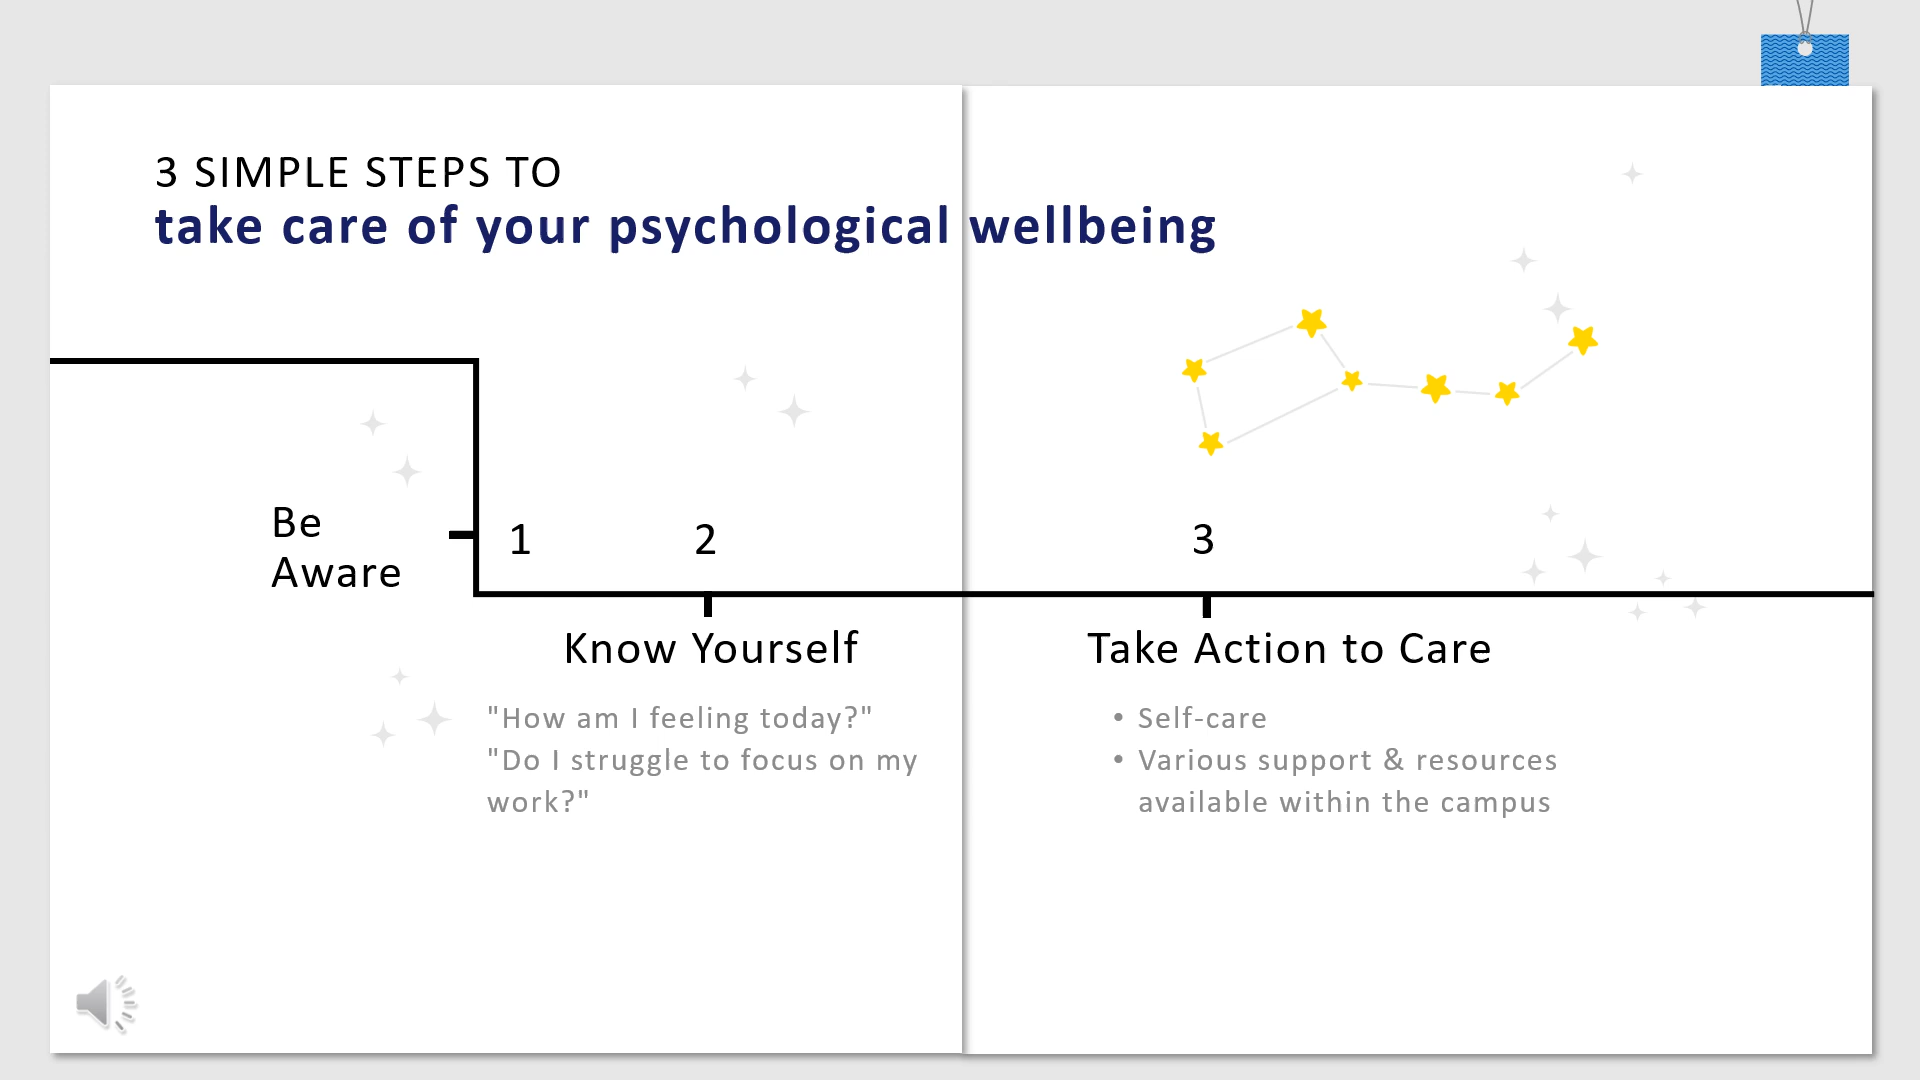 3 SIMPLE STEPS TO
take care of your psychological wellbeing
Be
Aware
1
2
3
Know Yourself
"How am I feeling today?"
"Do I struggle to focus on my
work?"
Take Action to Care
• Self-care
• Various support & resources
available within the campus